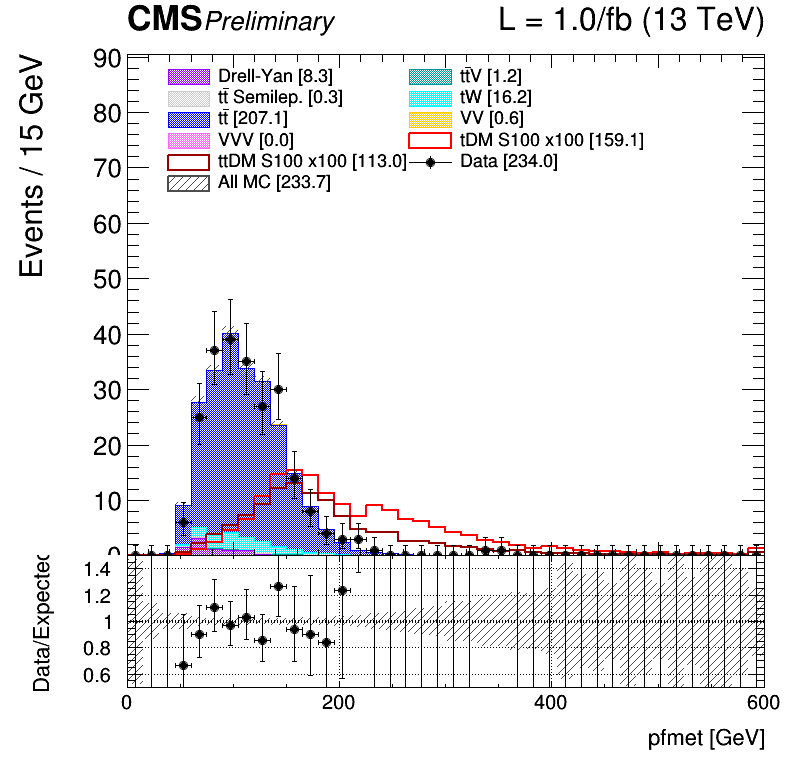 CMS Preliminary L = 1.0/fb (13 TeV)
Events / 15 GeV
90
80
70
60
50
40
30
20
10
0
Drell-Yan [8.3]
tt̄ Semilep. [0.3]
tt̄ [207.1]
VVV [0.0]
ttDM S100 x100 [113.0]
All MC [233.7]
tt̄V [1.2]
tW [16.2]
VV [0.6]
tDM S100 x100 [159.1]
Data [234.0]
Data/Expected
1.4
1.2
1
0.8
0.6
0 200 400 600
pfmet [GeV]